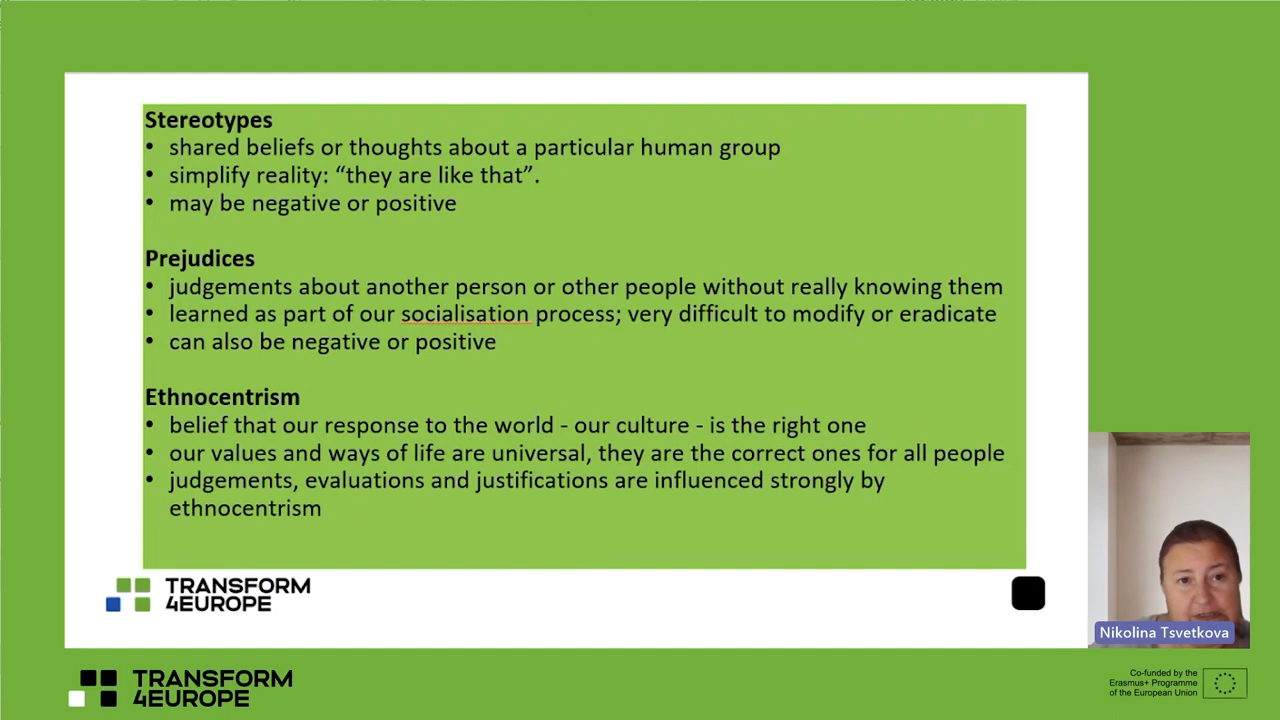 Stereotypes
• shared beliefs or thoughts about a particular human group
• simplify reality: “they are like that”.
• may be negative or positive
Prejudices
• judgements about another person or other people without really knowing them
• learned as part of our socialisation process; very difficult to modify or eradicate
• can also be negative or positive
Ethnocentrism
• belief that our response to the world - our culture - is the right one
• our values and ways of life are universal, they are the correct ones for all people
• judgements, evaluations and justifications are influenced strongly by
ethnocentrism
TRANSFORM
4EUROPE
Nikolina Tsvetkova
TRANSFORM
4EUROPE
Co-funded by the
Erasmus+ Programme
of the European Union